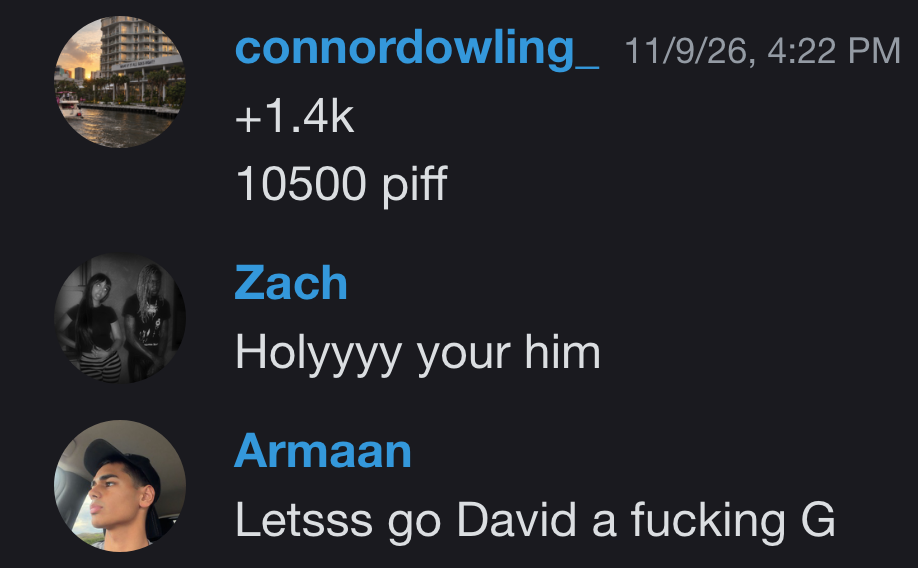 connordowling_ 11/9/26, 4:22 PM
+1.4k
10500 piff
Zach
Holyyyy your him
Armaan
Letsss go David a fucking G